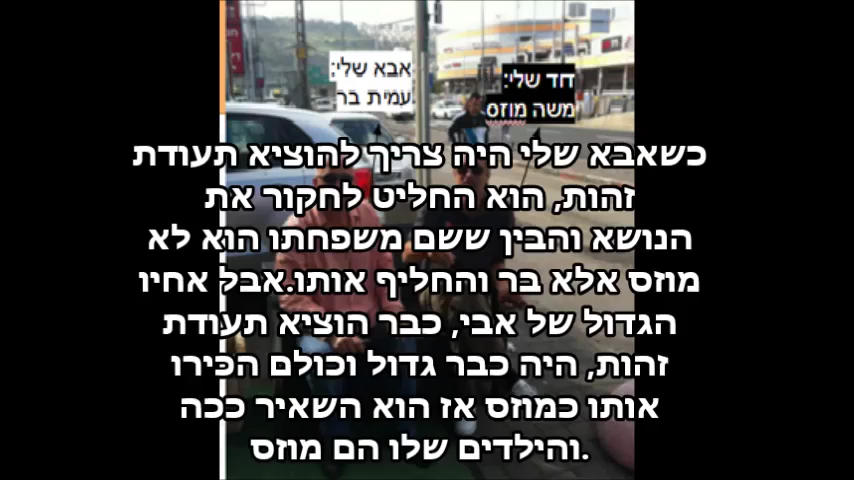 אבא שלי:
עמית בר
חד שלי:
משה מוזס
כשאבא שלי היה צריך להוציא תעודת
זהות, הוא החליט לחקור את
הנושא והבין ששם משפחתו הוא לא
מוזס אלא בר והחליף אותו.אבל אחיו
הגדול של אבי, כבר הוציא תעודת
זהות, היה כבר גדול וכולם הכירו
אותו כמוזס אז הוא השאיר ככה
והילדים שלו הם מוזס.